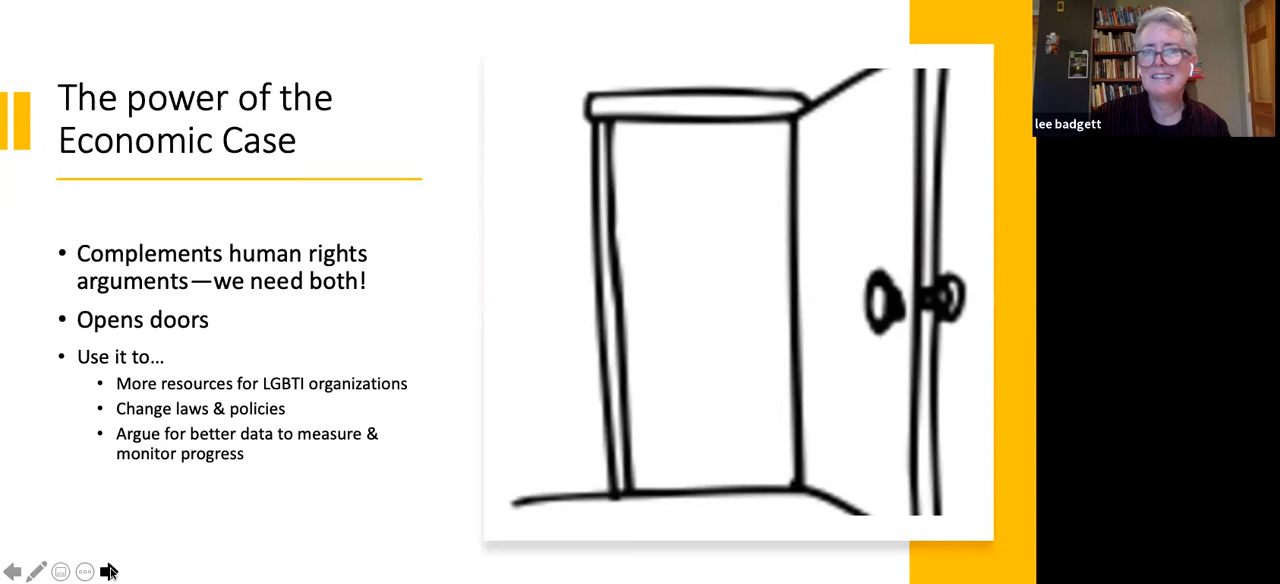 The power of the
Economic Case
• Complements human rights
arguments—we need both!
• Opens doors
• Use it to...
• More resources for LGBTI organizations
• Change laws & policies
• Argue for better data to measure &
monitor progress
lee badgett